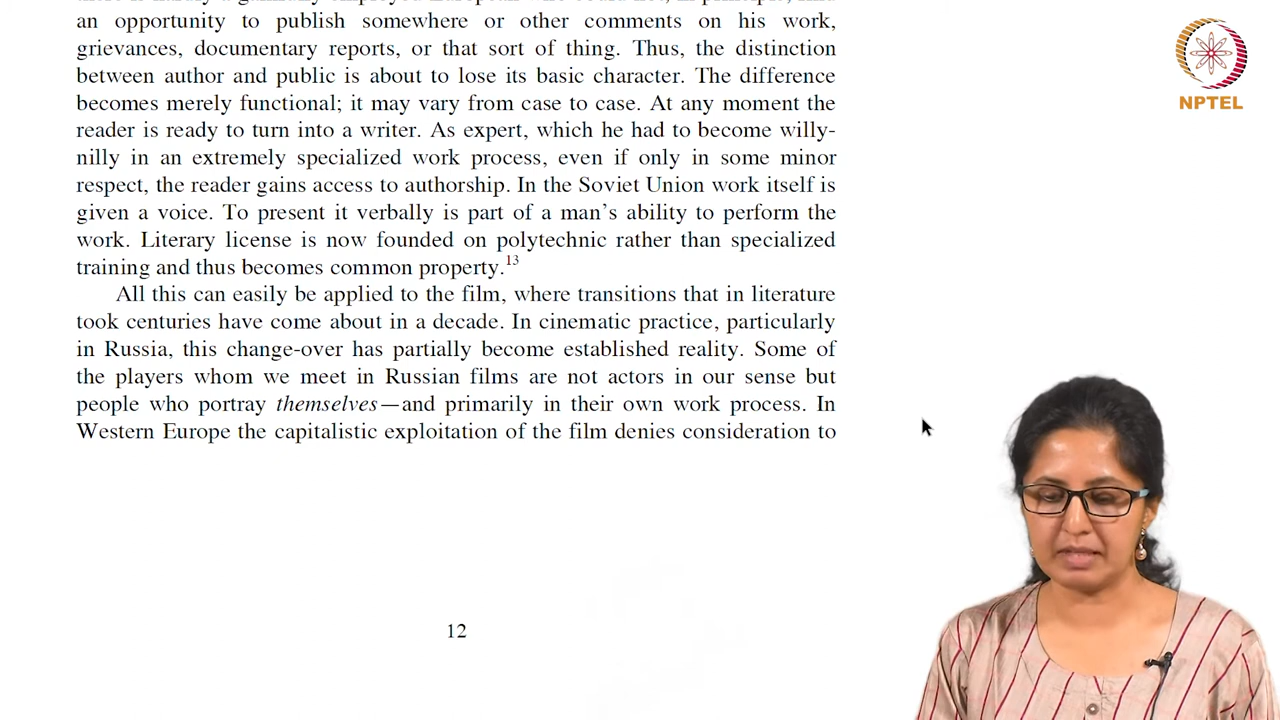 an opportunity to publish somewhere or other comments on his work,
grievances, documentary reports, or that sort of thing. Thus, the distinction
between author and public is about to lose its basic character. The difference
becomes merely functional; it may vary from case to case. At any moment the
reader is ready to turn into a writer. As expert, which he had to become willy-
nilly in an extremely specialized work process, even if only in some minor
respect, the reader gains access to authorship. In the Soviet Union work itself is
given a voice. To present it verbally is part of a man's ability to perform the
work. Literary license is now founded on polytechnic rather than specialized
training and thus becomes common property.13
All this can easily be applied to the film, where transitions that in literature
took centuries have come about in a decade. In cinematic practice, particularly
in Russia, this change-over has partially become established reality. Some of
the players whom we meet in Russian films are not actors in our sense but
people who portray themselves—and primarily in their own work process. In
Western Europe the capitalistic exploitation of the film denies consideration to
12
NPTEL